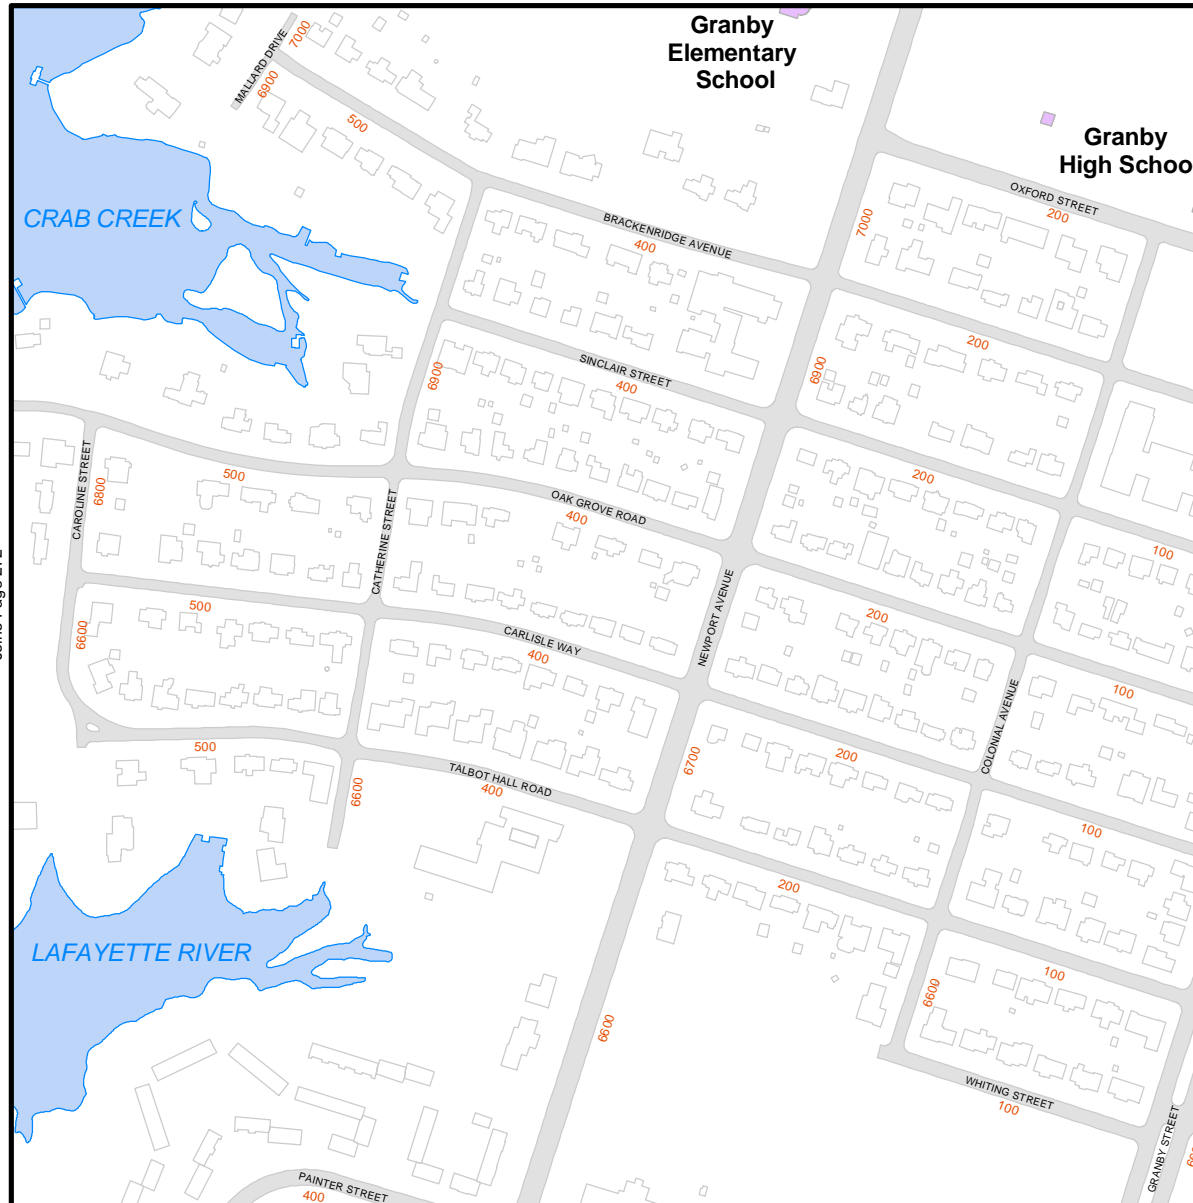 Granby
Elementary
School
Granby
High Schoo
MALLARD DRIVE
7000
6900
500
CRAB CREEK
BRACKENRIDGE AVENUE
400
OXFORD STREET
200
7000
200
SINCLAIR STREET
400
6900
6900
200
CAROLINE STREET
6800
500
CATHERINE STREET
OAK GROVE ROAD
400
100
NEWPORT AVENUE
200
500
6600
CARLISLE WAY
400
100
COLONIAL AVENUE
500
6700
200
TALBOT HALL ROAD
400
6600
100
200
LAFAYETTE RIVER
100
6600
6600
WHITING STREET
100
GRANBY STREET
PAINTER STREET
400